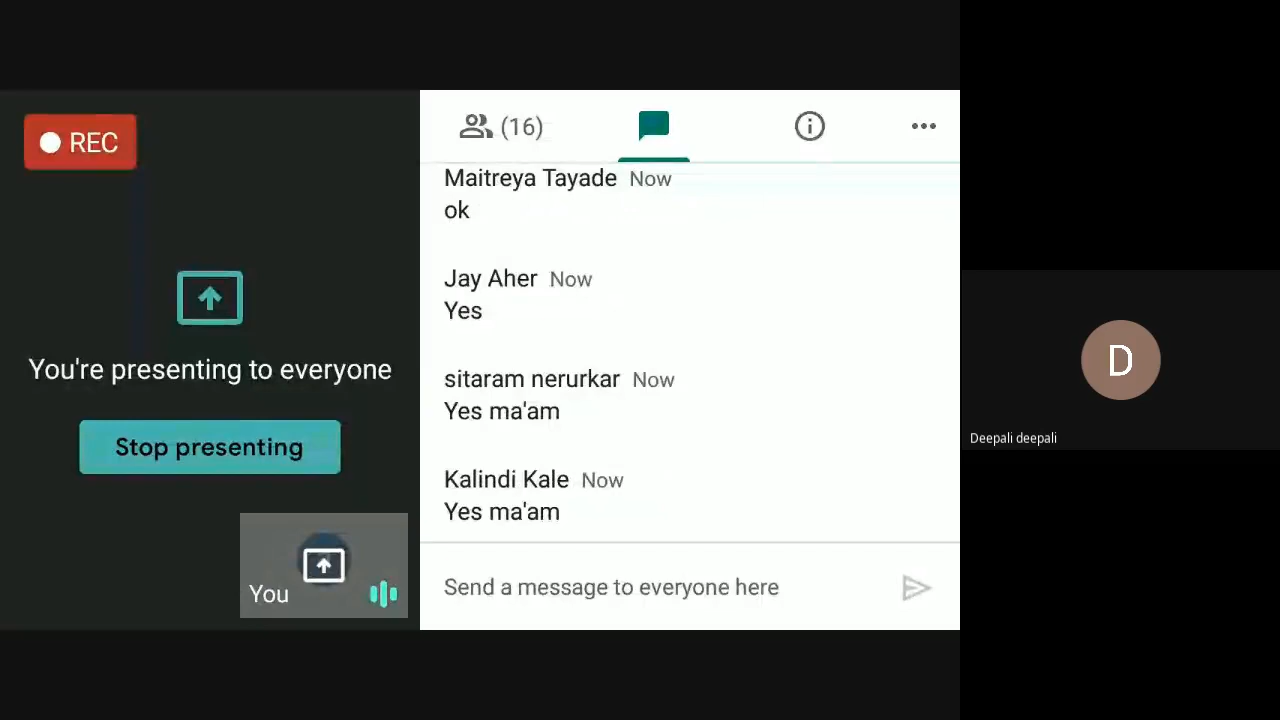 REC
You're presenting to everyone
Stop presenting
You
(16)
Maitreya Tayade Now
ok
Jay Aher Now
Yes
sitaram nerurkar Now
Yes ma'am
Kalindi Kale Now
Yes ma'am
Send a message to everyone here
D
Deepali deepali